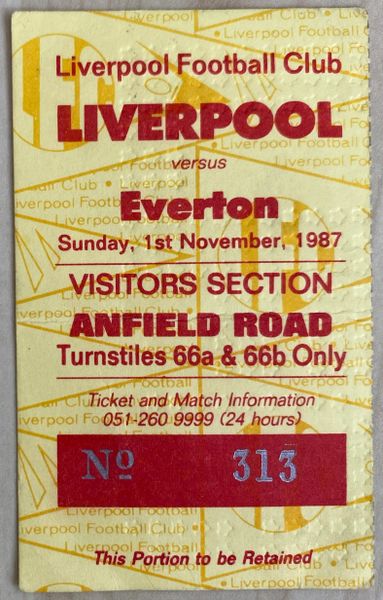 Liverpool Football Club
LIVERPOOL
versus
Everton
Sunday, 1st November, 1987
VISITORS SECTION
ANFIELD ROAD
Turnstiles 66a & 66b Only
Ticket and Match Information
051-260 9999 (24 hours)
Nº 313
This Portion to be Retained